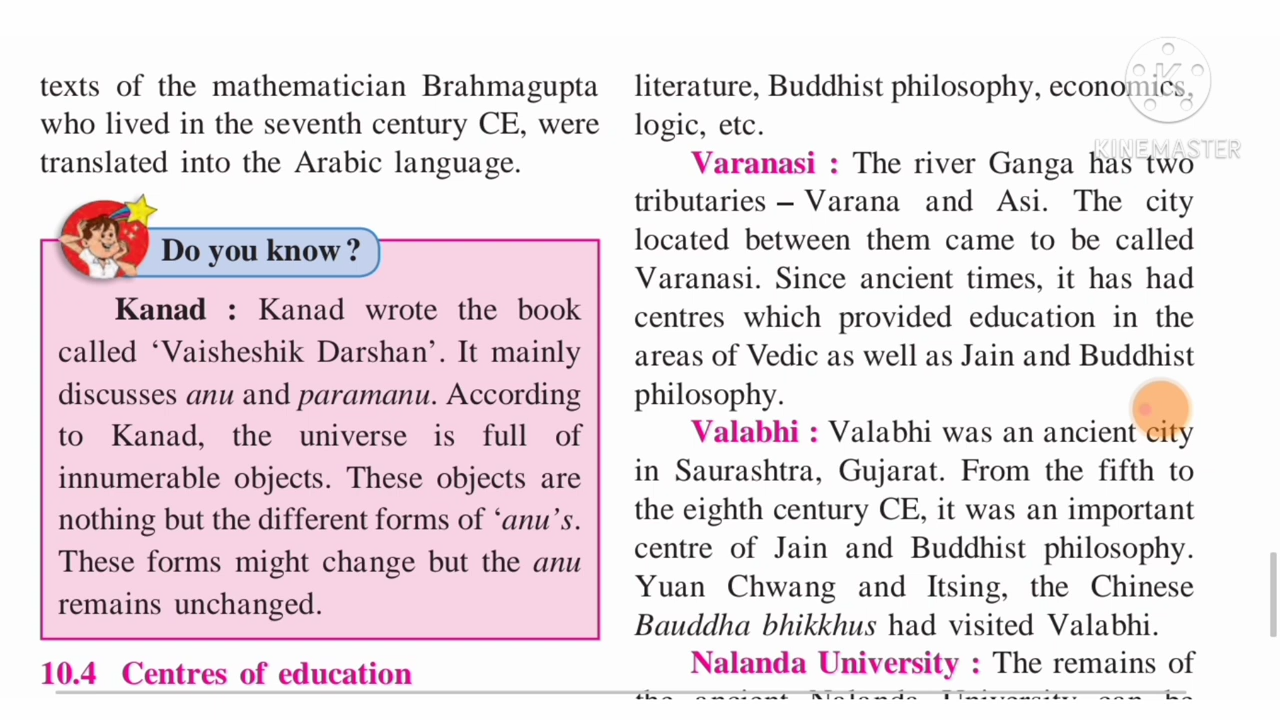 texts of the mathematician Brahmagupta
who lived in the seventh century CE, were
translated into the Arabic language.
Do you know?
Kanad : Kanad wrote the book
called ‘Vaisheshik Darshan’. It mainly
discusses anu and paramanu. According
to Kanad, the universe is full of
innumerable objects. These objects are
nothing but the different forms of ‘anu’s.
These forms might change but the anu
remains unchanged.
10.4 Centres of education
literature, Buddhist philosophy, economics,
logic, etc.
Varanasi : The river Ganga has two
tributaries – Varana and Asi. The city
located between them came to be called
Varanasi. Since ancient times, it has had
centres which provided education in the
areas of Vedic as well as Jain and Buddhist
philosophy.
Valabhi : Valabhi was an ancient city
in Saurashtra, Gujarat. From the fifth to
the eighth century CE, it was an important
centre of Jain and Buddhist philosophy.
Yuan Chwang and Itsing, the Chinese
Bauddha bhikkhus had visited Valabhi.
Nalanda University : The remains of
the ancient Nalanda University can be
KINEMASTER